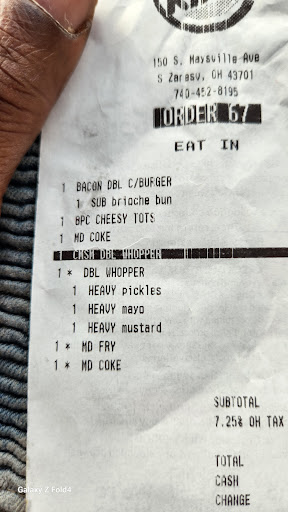 150 S. Maysville Ave
S Zanesv, OH 43701
740-452-8195
ORDER 67
EAT IN
1 BACON DBL C/BURGER
1 SUB brioche bun
1 8PC CHEESY TOTS
1 MD COKE
1 CMSM DBL WHOPPER
1 * DBL WHOPPER
1 HEAVY pickles
1 HEAVY mayo
1 HEAVY mustard
1 * MD FRY
1 * MD COKE
SUBTOTAL
7.25% OH TAX
TOTAL
CASH
CHANGE
Galaxy Z Fold4